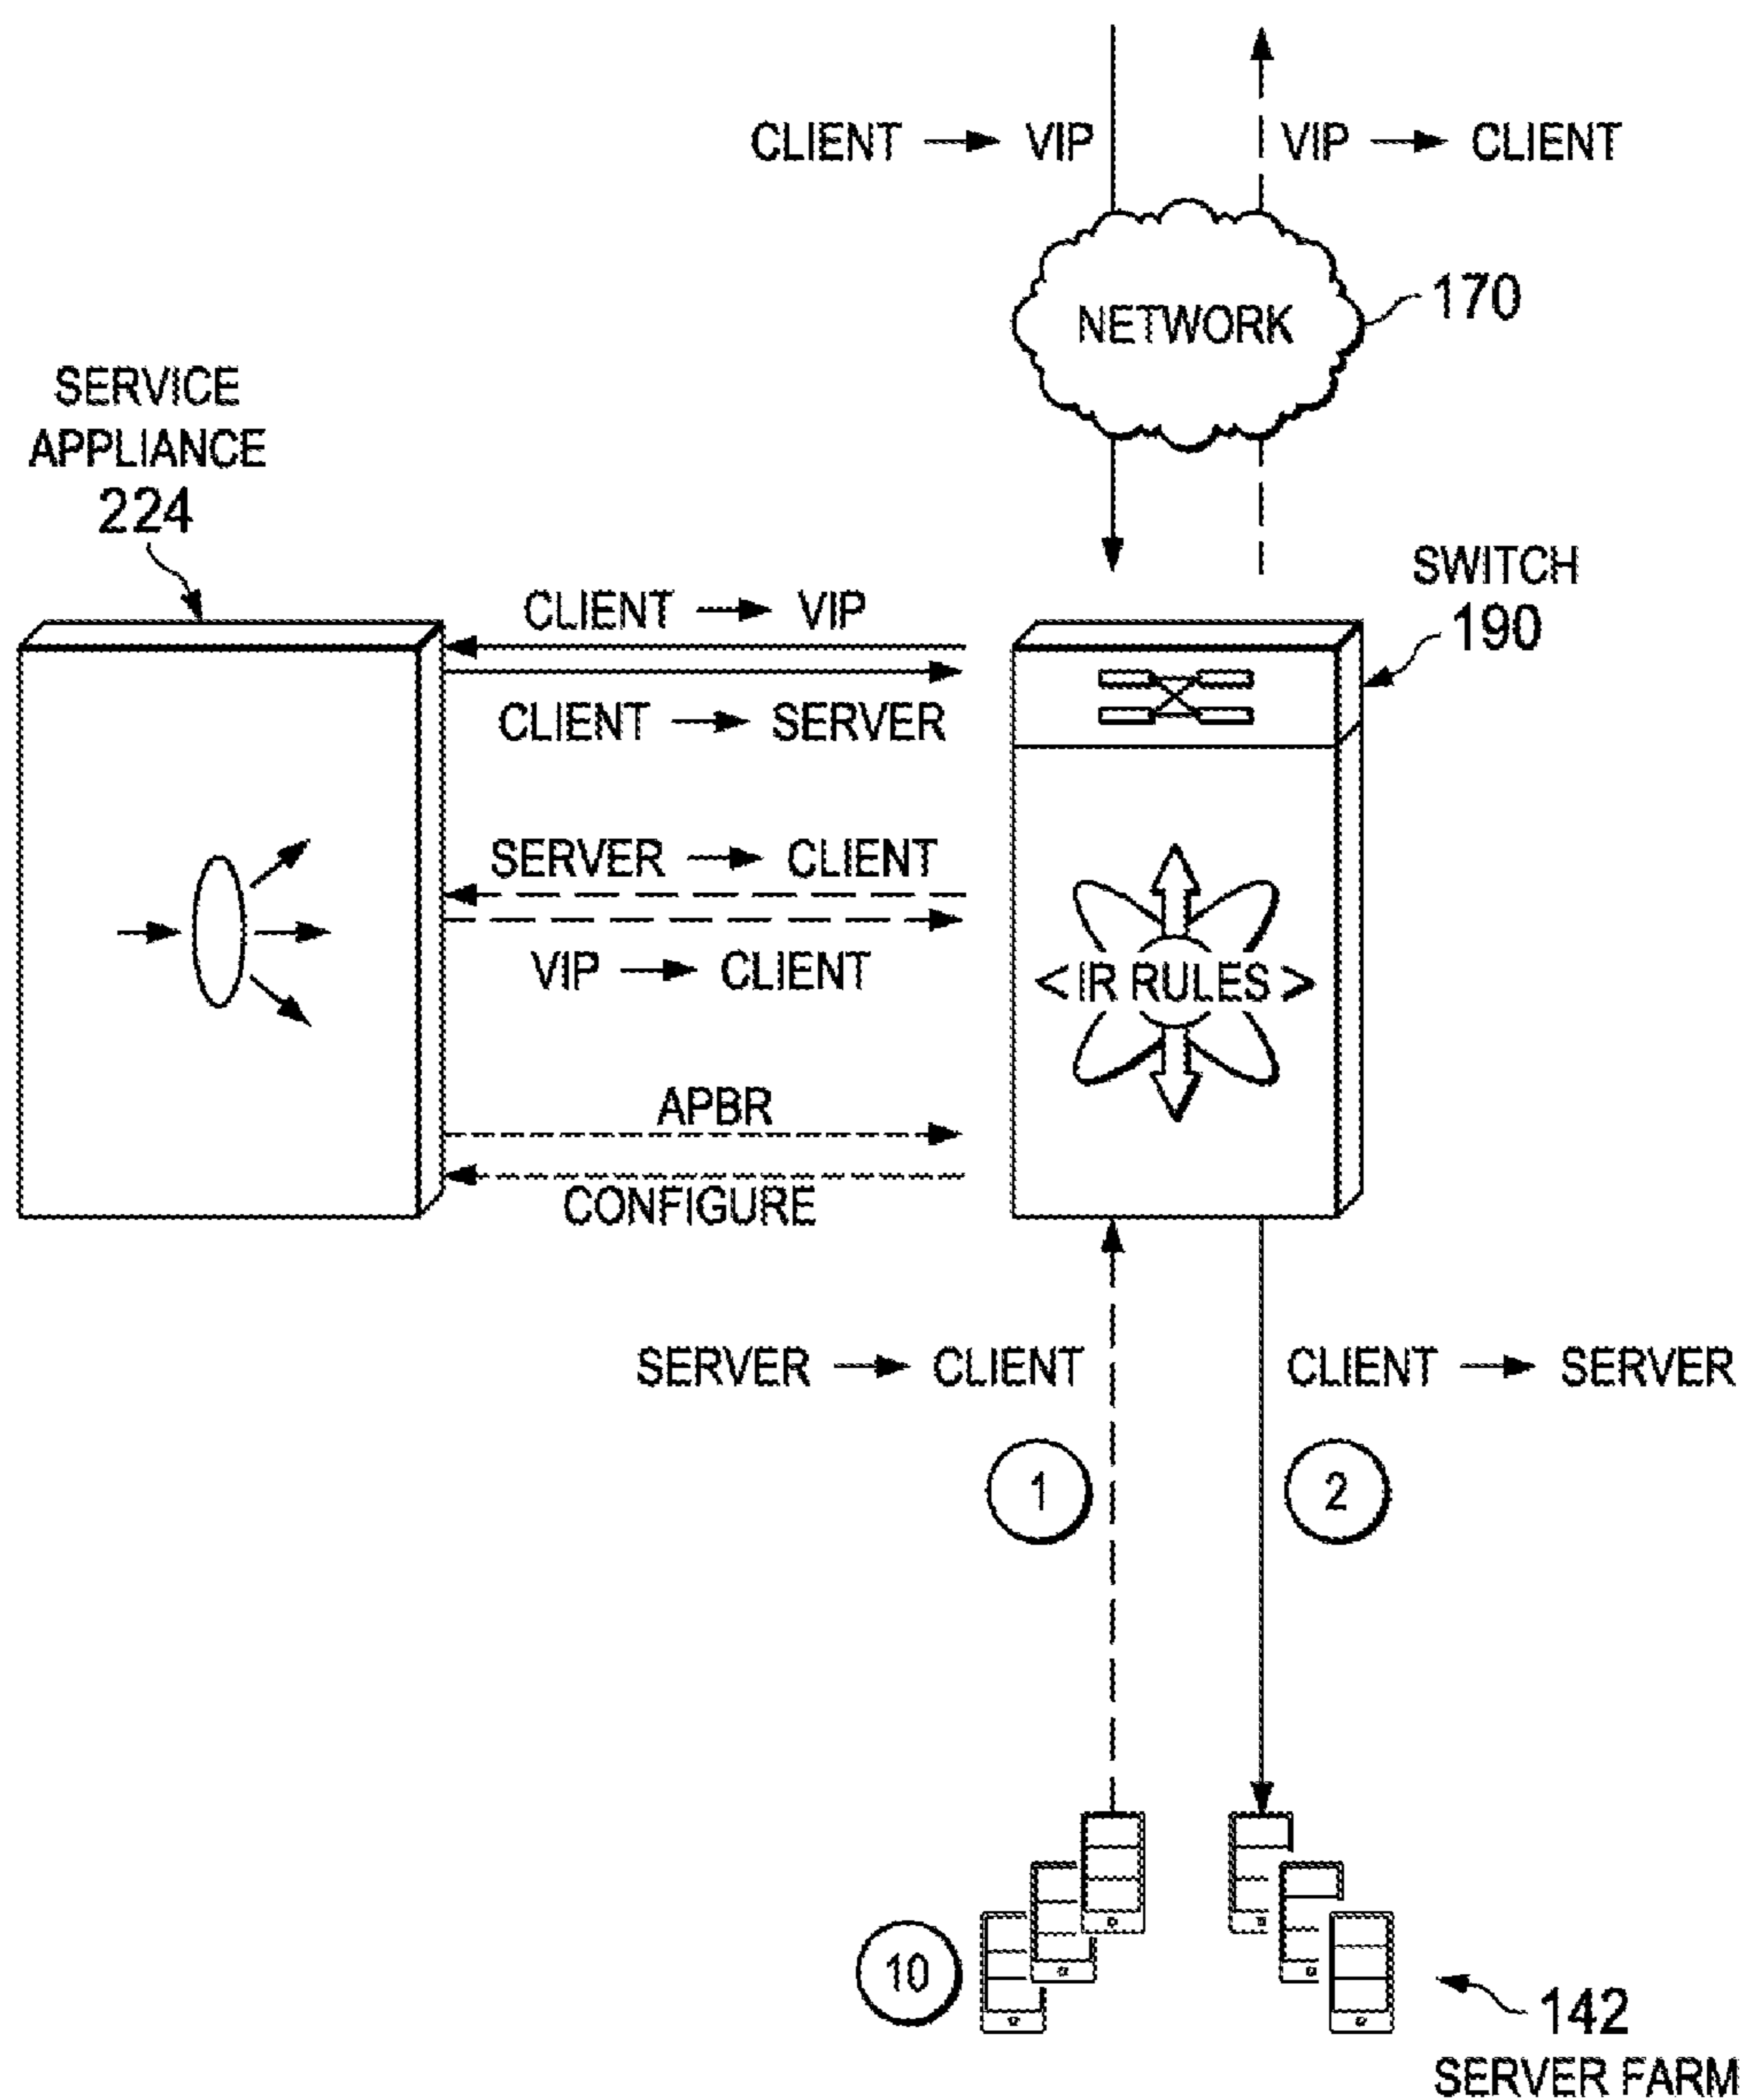 CLIENT → VIP
VIP → CLIENT
NETWORK
170
SERVICE
APPLIANCE
224
SWITCH
190
CLIENT → VIP
CLIENT → SERVER
SERVER → CLIENT
VIP → CLIENT
< IR RULES >
APBR
CONFIGURE
SERVER → CLIENT
CLIENT → SERVER
1
2
10
142
SERVER FARM